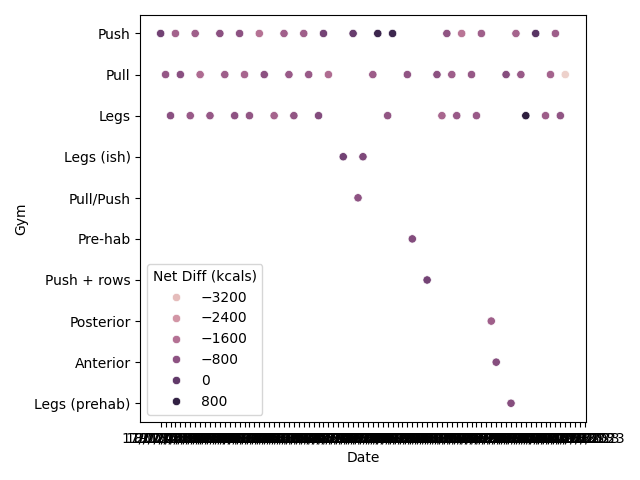 Push
Pull
Legs
Legs (ish)
Pull/Push
Pre-hab
Push + rows
Posterior
Anterior
Legs (prehab)
Gym
Net Diff (kcals)
−3200
−2400
−1600
−800
0
800
Date